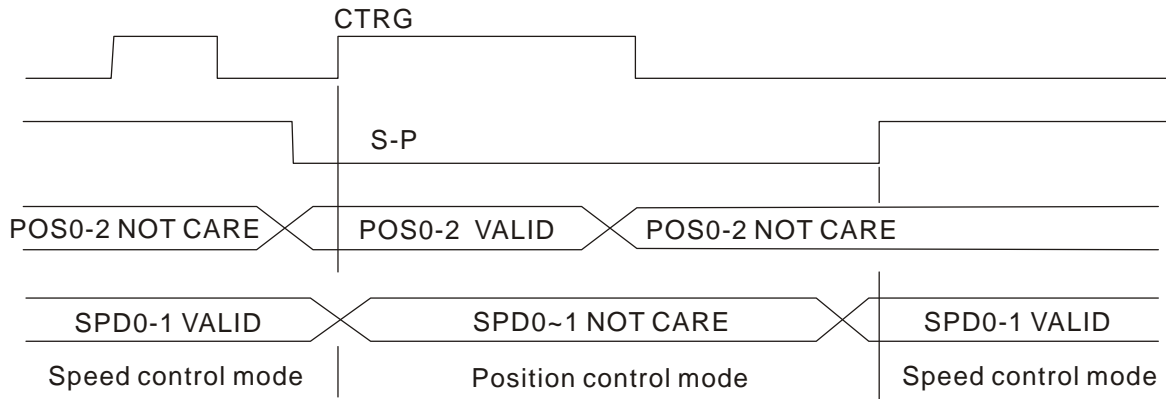 CTRG
S-P
POS0-2 NOT CARE
POS0-2 VALID
POS0-2 NOT CARE
SPD0-1 VALID
SPD0~1 NOT CARE
SPD0-1 VALID
Speed control mode
Position control mode
Speed control mode